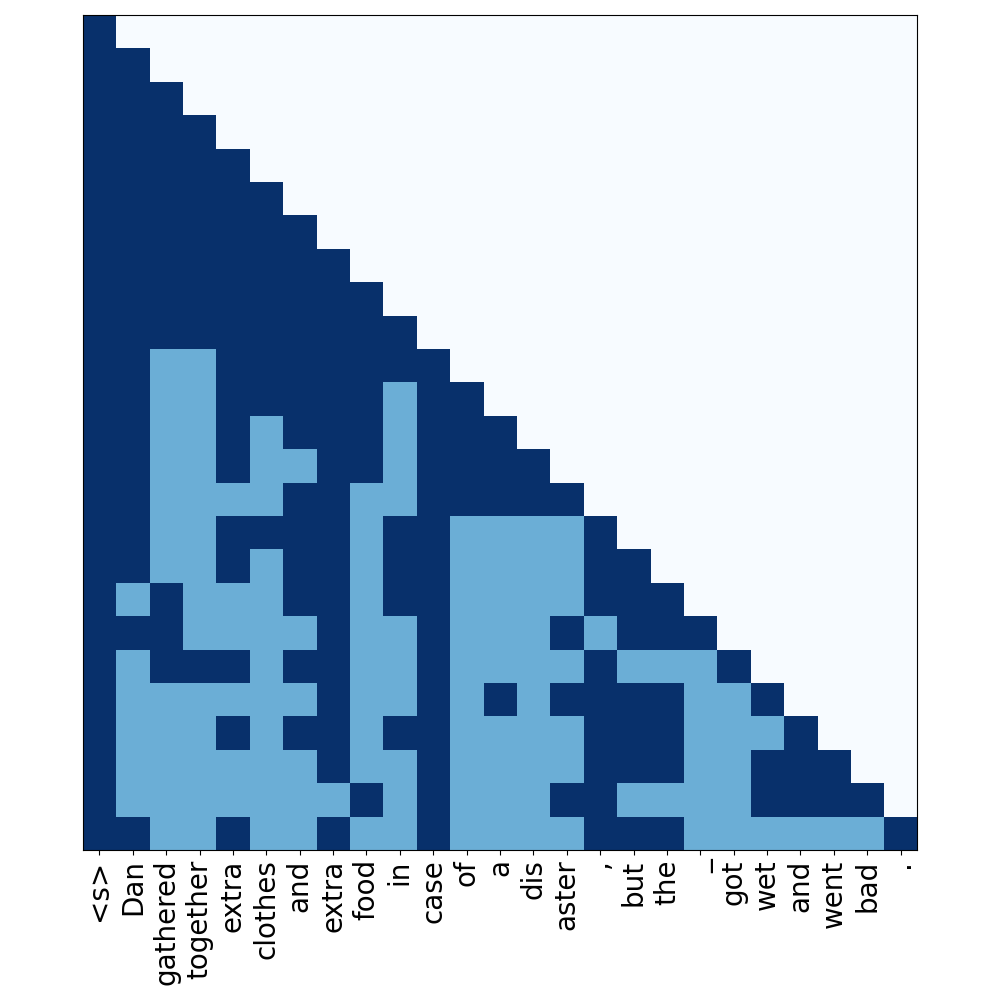 <s> Dan gathered together extra clothes and extra food in case of a dis aster , but the _ got wet and went bad .